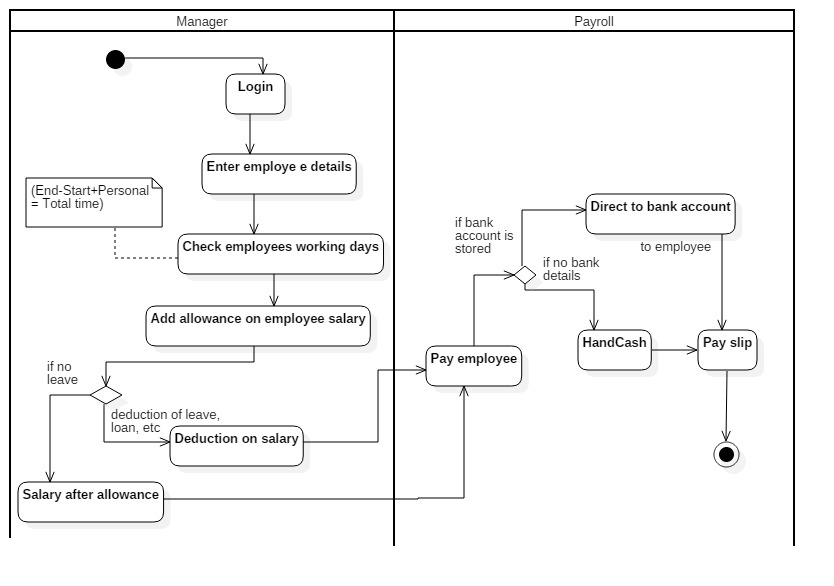 Manager
Payroll
Login
Enter employe e details
(End-Start+Personal
= Total time)
Check employees working days
Add allowance on employee salary
if no
leave
deduction of leave,
loan, etc
Deduction on salary
Salary after allowance
Pay employee
if bank
account is
stored
if no bank
details
Direct to bank account
to employee
HandCash
Pay slip